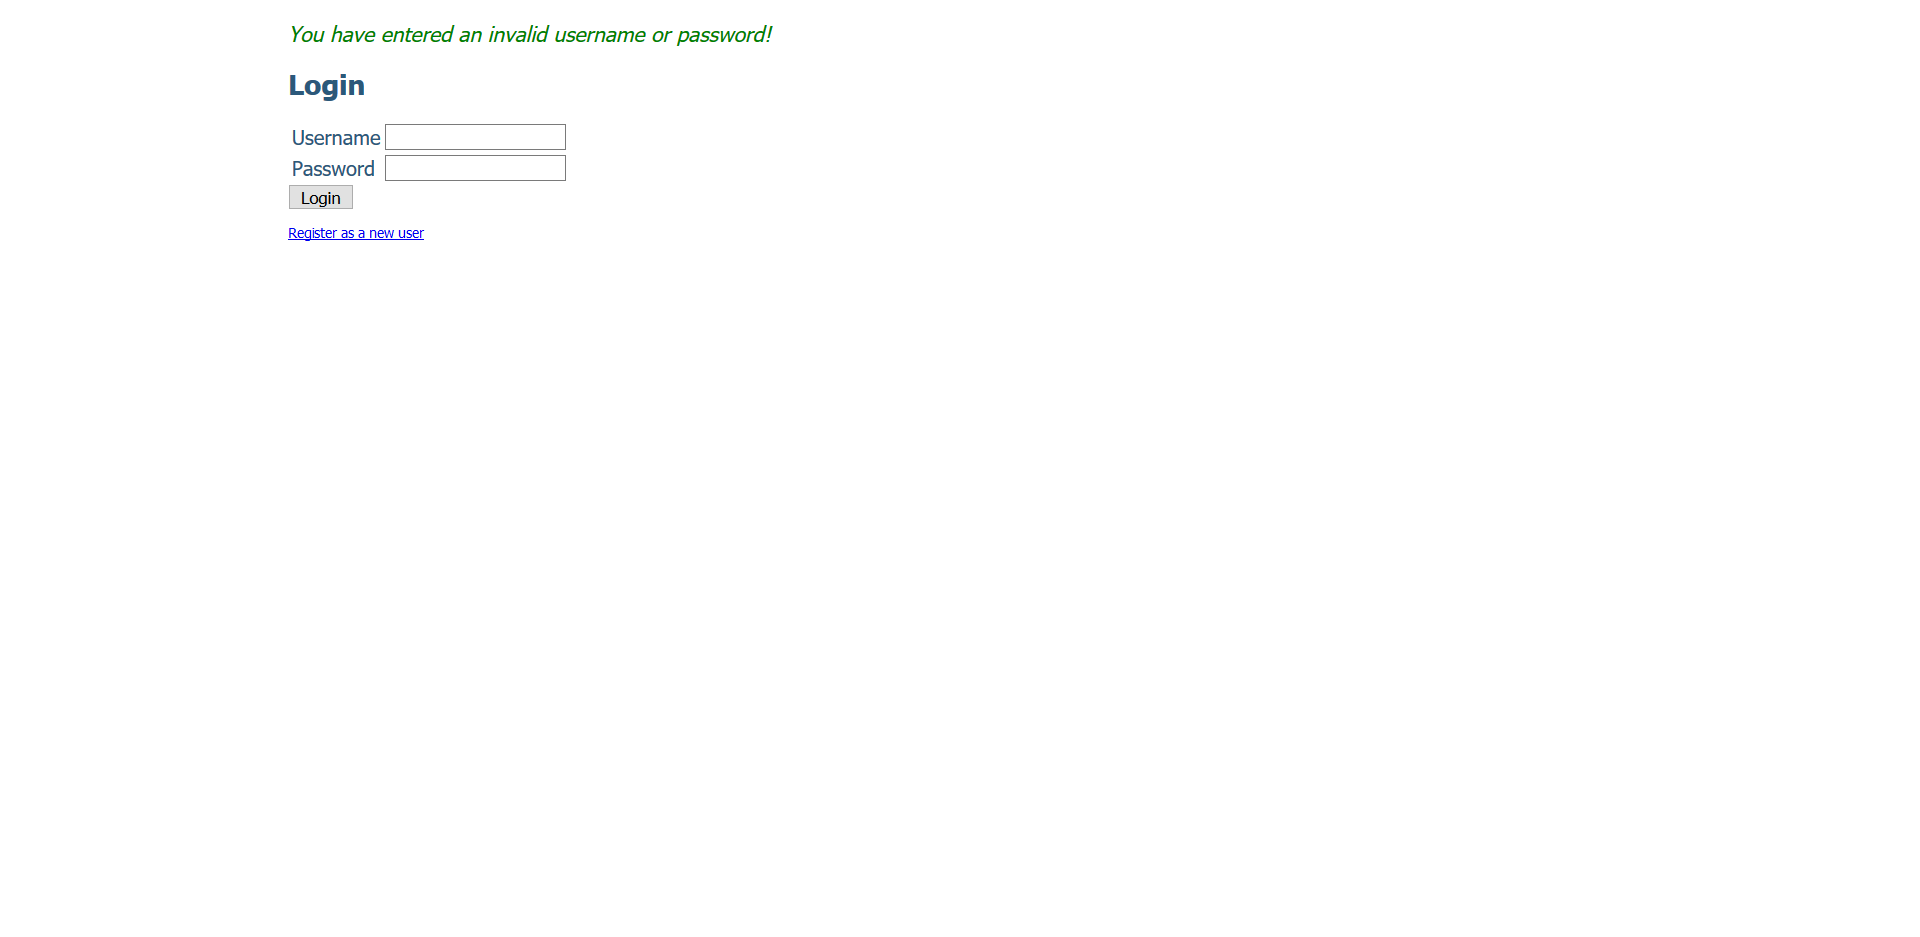 You have entered an invalid username or password!
Login
Username
Password
Login
Register as a new user